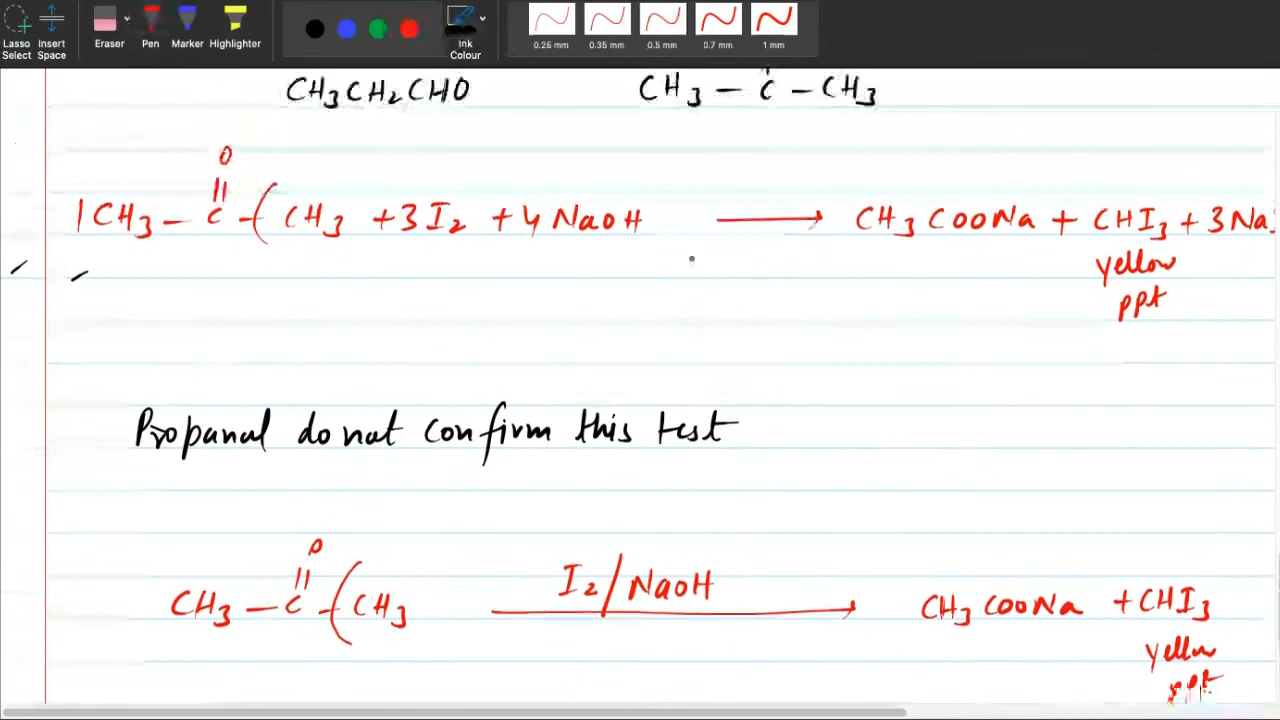 Lasso Select
Insert Space
Eraser
Pen
Marker
Highlighter
Ink Colour
0.25 mm
0.35 mm
0.5 mm
0.7 mm
1 mm
CH3CH2CHO
CH3 – C – CH3
O
||
1CH3 – C – ( CH3 + 3I2 + 4NaOH ⟶ CH3COONa + CHI3 + 3Na
yellow
ppt
Propanal do not confirm this test
O
||
CH3 – C – ( CH3 I2/NaOH ⟶ CH3COONa + CHI3
yellow
ppt